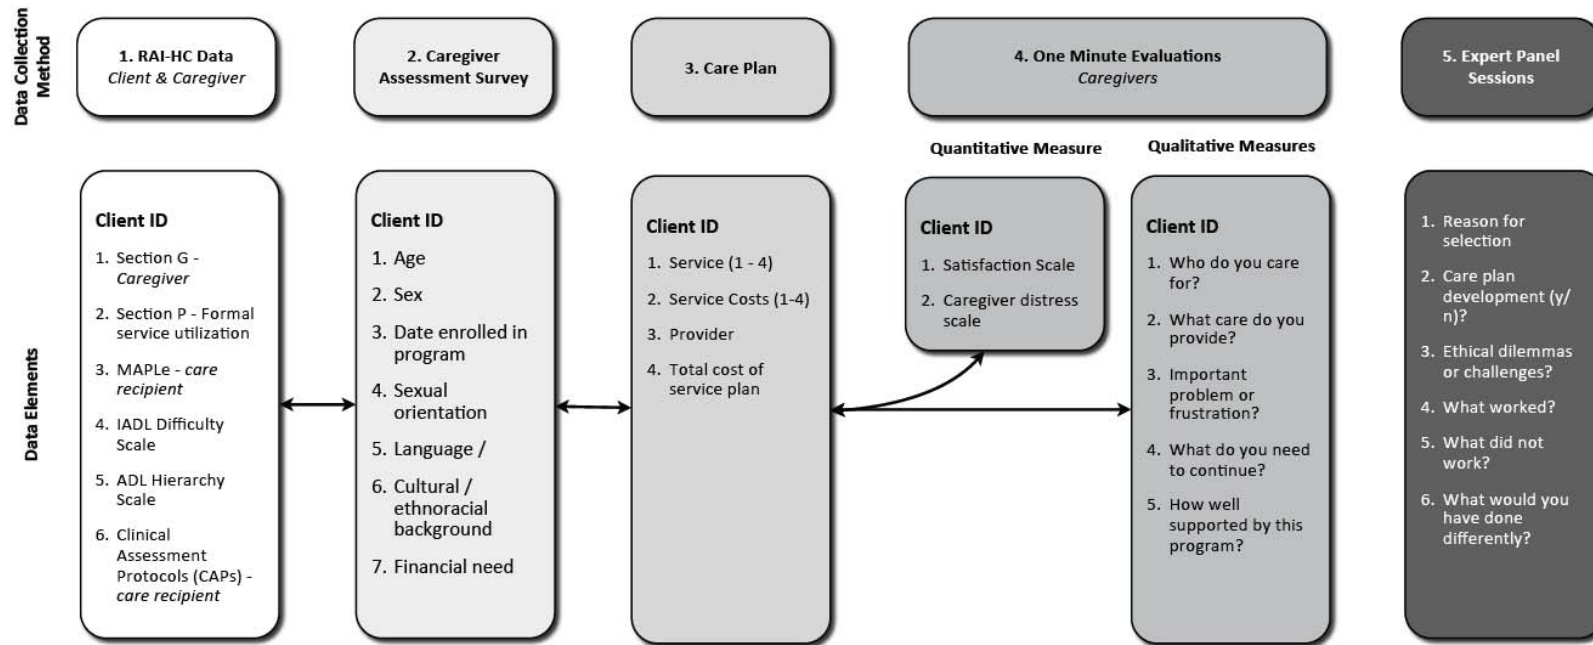 Data Collection
Method
1. RAI-HC Data
Client & Caregiver
2. Caregiver
Assessment Survey
3. Care Plan
4. One Minute Evaluations
Caregivers
5. Expert Panel
Sessions
Quantitative Measure
Qualitative Measures
Data Elements
Client ID
1. Section G -
Caregiver
2. Section P - Formal
service utilization
3. MAPLe - care
recipient
4. IADL Difficulty
Scale
5. ADL Hierarchy
Scale
6. Clinical
Assessment
Protocols (CAPs) -
care recipient
Client ID
1. Age
2. Sex
3. Date enrolled in
program
4. Sexual
orientation
5. Language /
6. Cultural /
ethnoracial
background
7. Financial need
Client ID
1. Service (1 - 4)
2. Service Costs (1-4)
3. Provider
4. Total cost of
service plan
Client ID
1. Satisfaction Scale
2. Caregiver distress
scale
Client ID
1. Who do you care
for?
2. What care do you
provide?
3. Important
problem or
frustration?
4. What do you need
to continue?
5. How well
supported by this
program?
1. Reason for
selection
2. Care plan
development (y/
n)?
3. Ethical dilemmas
or challenges?
4. What worked?
5. What did not
work?
6. What would you
have done
differently?